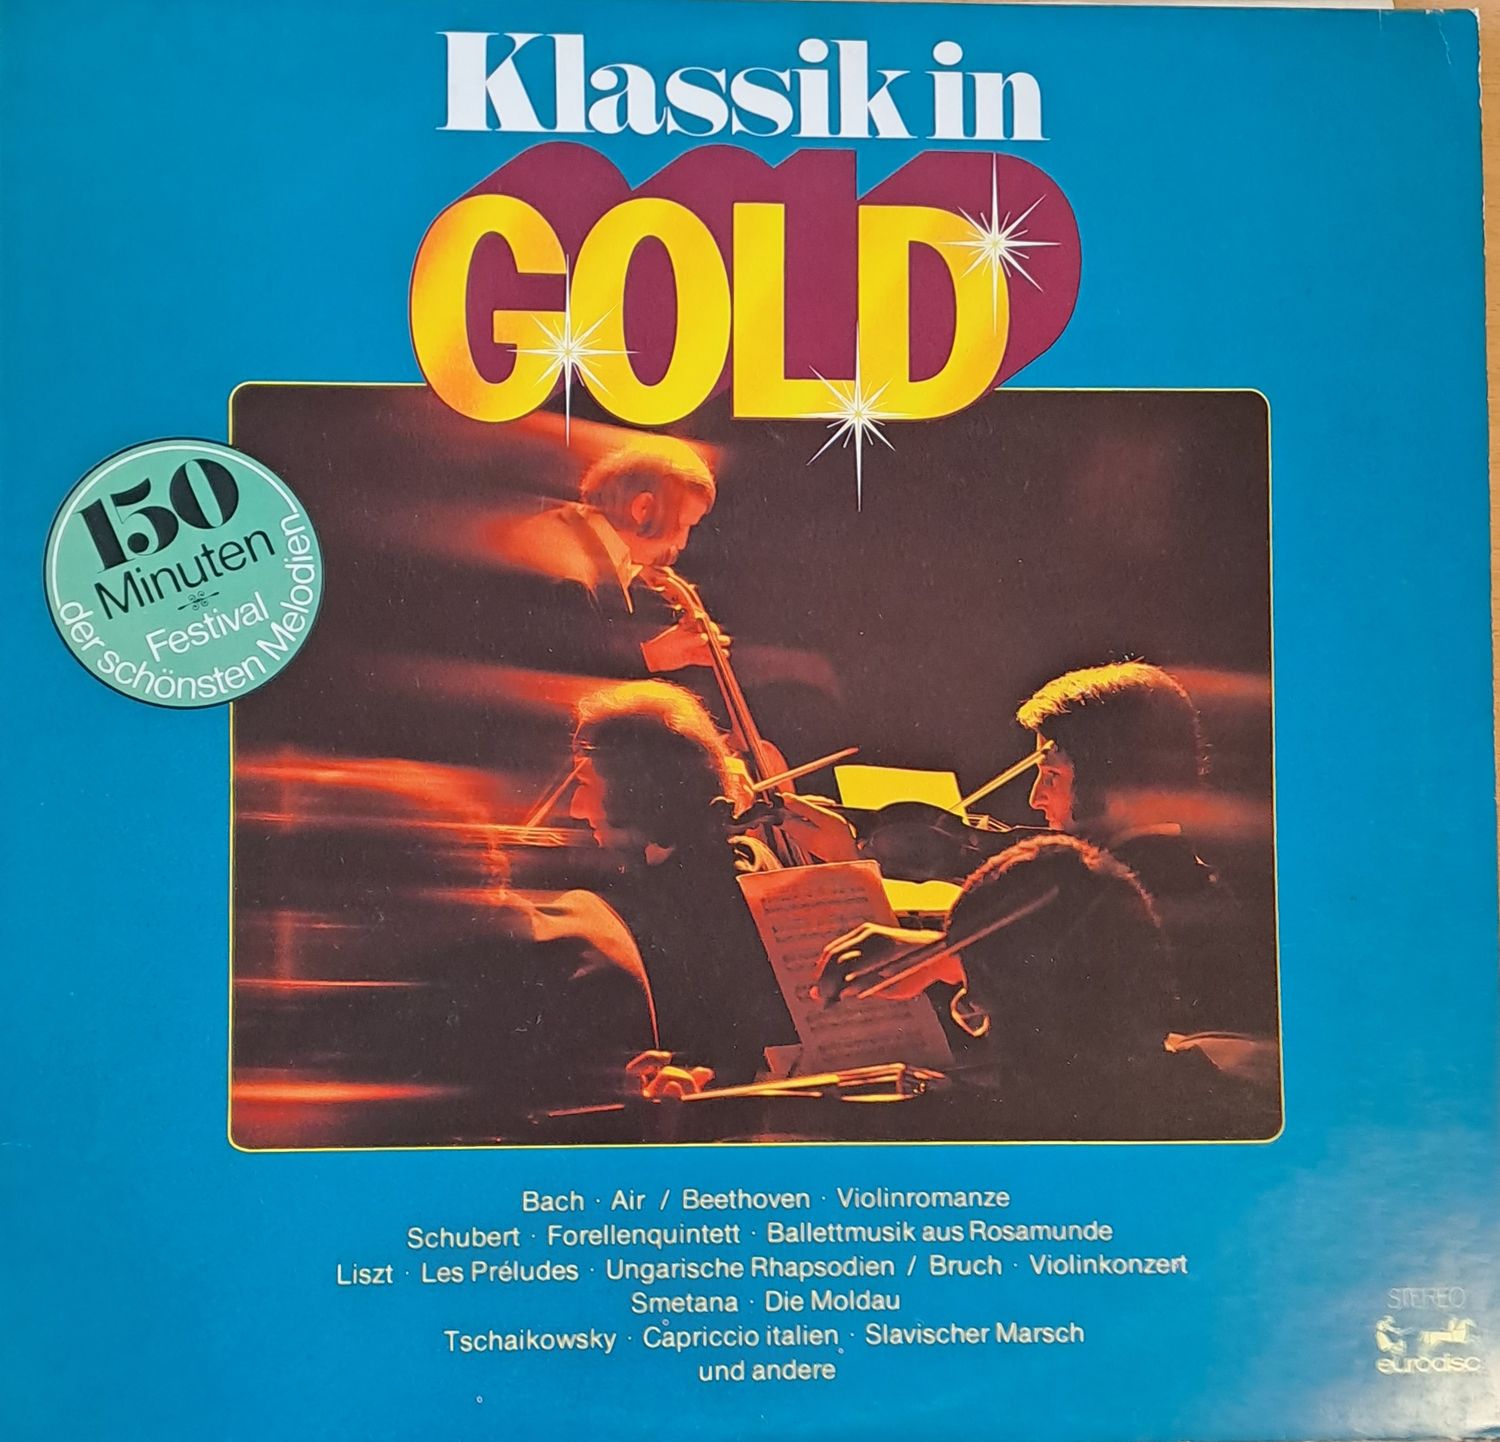 Klassik in
GOLD
150
Minuten
Festival
der schönsten Melodien
Bach · Air / Beethoven · Violinromanze
Schubert · Forellenquintett · Ballettmusik aus Rosamunde
Liszt · Les Préludes · Ungarische Rhapsodien / Bruch · Violinkonzert
Smetana · Die Moldau
Tschaikowsky · Capriccio italien · Slavischer Marsch
und andere
STEREO
eurodisc